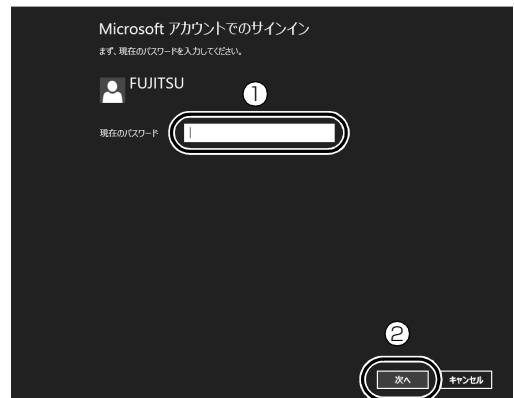 Microsoft アカウントでのサインイン
まず、現在のパスワードを入力してください。
FUJITSU
①
現在のパスワード
②
次へ
キャンセル